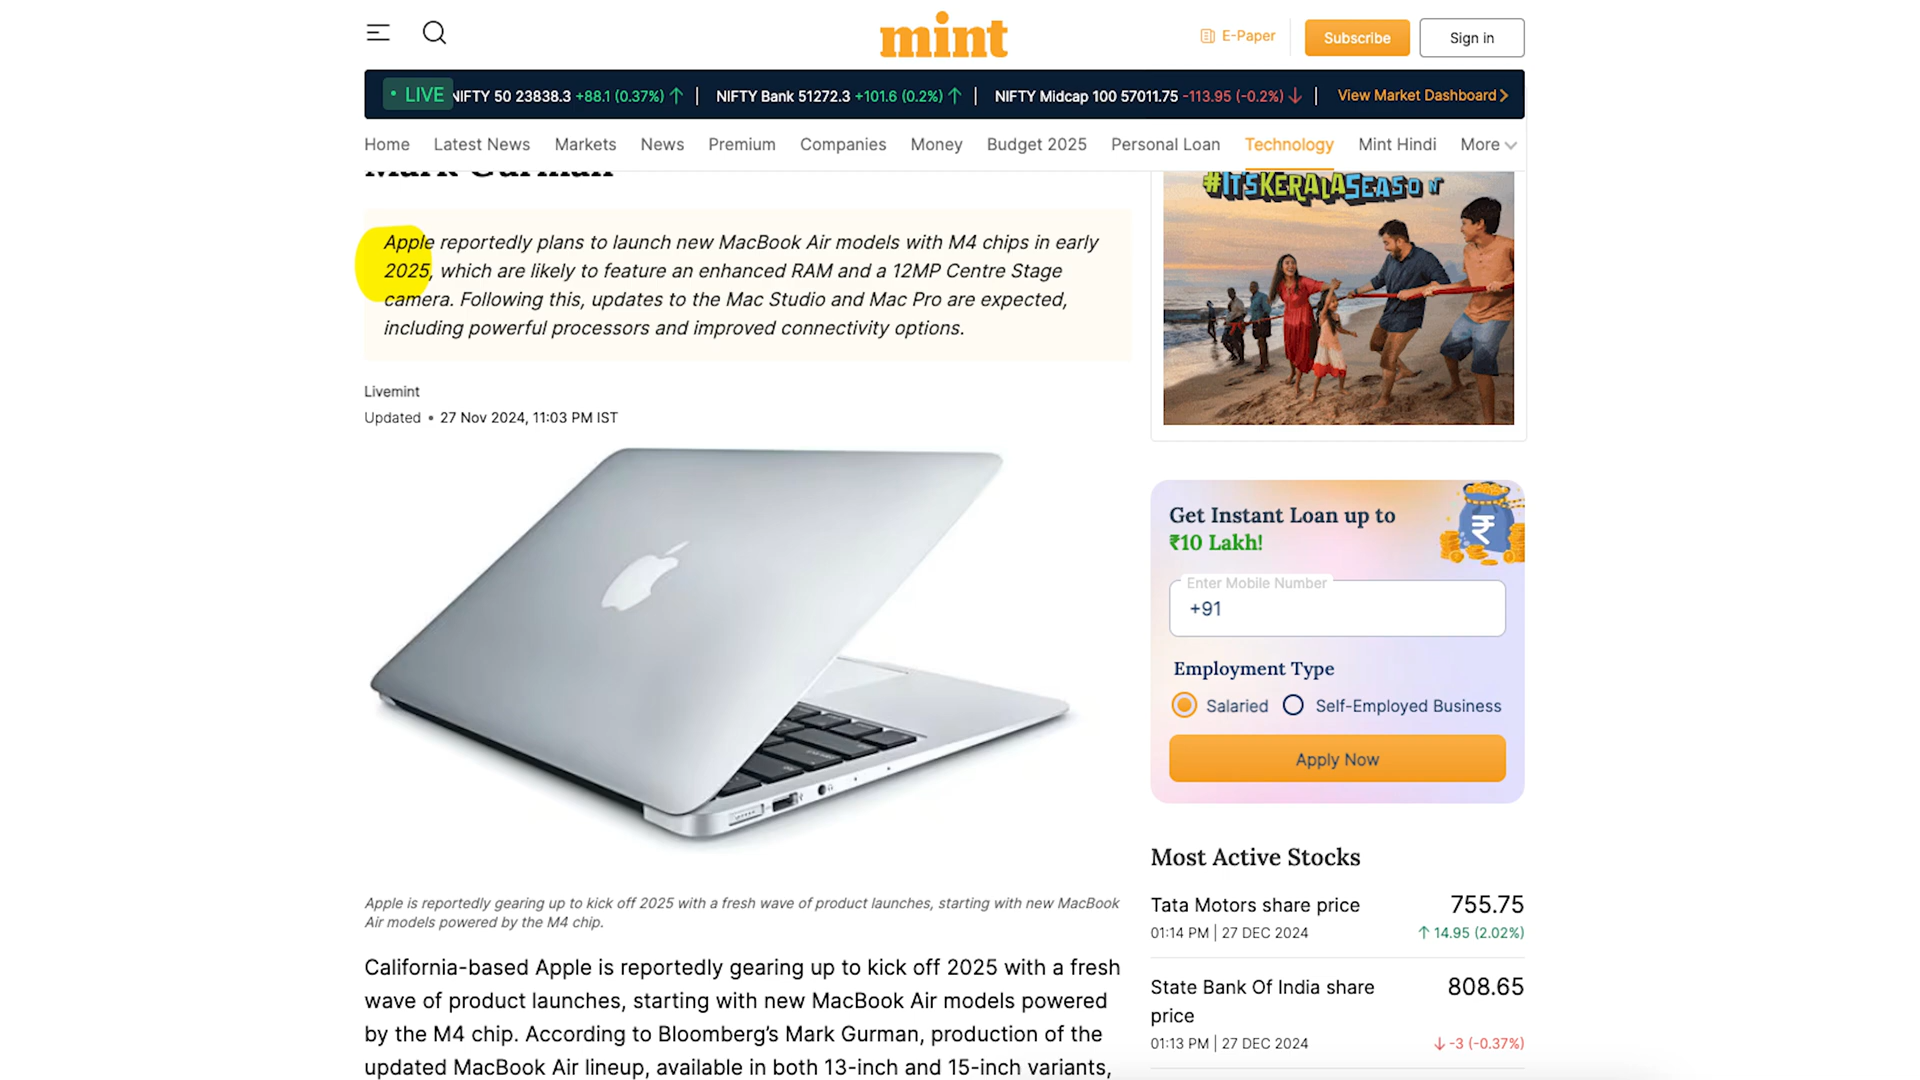 mint
E-Paper
Subscribe
Sign in
• LIVE
NIFTY 50 23838.3 +88.1 (0.37%) ↑ | NIFTY Bank 51272.3 +101.6 (0.2%) ↑ | NIFTY Midcap 100 57011.75 -113.95 (-0.2%) ↓ | View Market Dashboard >
Home Latest News Markets News Premium Companies Money Budget 2025 Personal Loan Technology Mint Hindi More
Mark Gurman
Apple reportedly plans to launch new MacBook Air models with M4 chips in early
2025, which are likely to feature an enhanced RAM and a 12MP Centre Stage
camera. Following this, updates to the Mac Studio and Mac Pro are expected,
including powerful processors and improved connectivity options.
Livemint
Updated • 27 Nov 2024, 11:03 PM IST
Apple is reportedly gearing up to kick off 2025 with a fresh wave of product launches, starting with new MacBook
Air models powered by the M4 chip.
California-based Apple is reportedly gearing up to kick off 2025 with a fresh
wave of product launches, starting with new MacBook Air models powered
by the M4 chip. According to Bloomberg's Mark Gurman, production of the
updated MacBook Air lineup, available in both 13-inch and 15-inch variants,
#ITSKERALASEASON
Get Instant Loan up to
₹10 Lakh!
₹
Enter Mobile Number
+91
Employment Type
Salaried Self-Employed Business
Apply Now
Most Active Stocks
Tata Motors share price 755.75
01:14 PM | 27 DEC 2024 ↑ 14.95 (2.02%)
State Bank Of India share 808.65
price
01:13 PM | 27 DEC 2024 ↓ -3 (-0.37%)